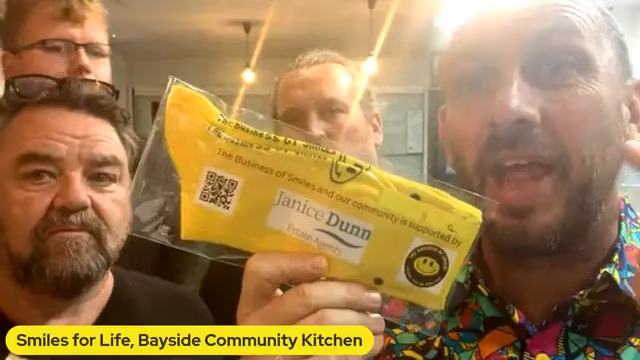 The Business of Smiles
The Business of Smiles and our community is supported by
Janice Dunn
Estate Agents
Smiles for Life, Bayside Community Kitchen